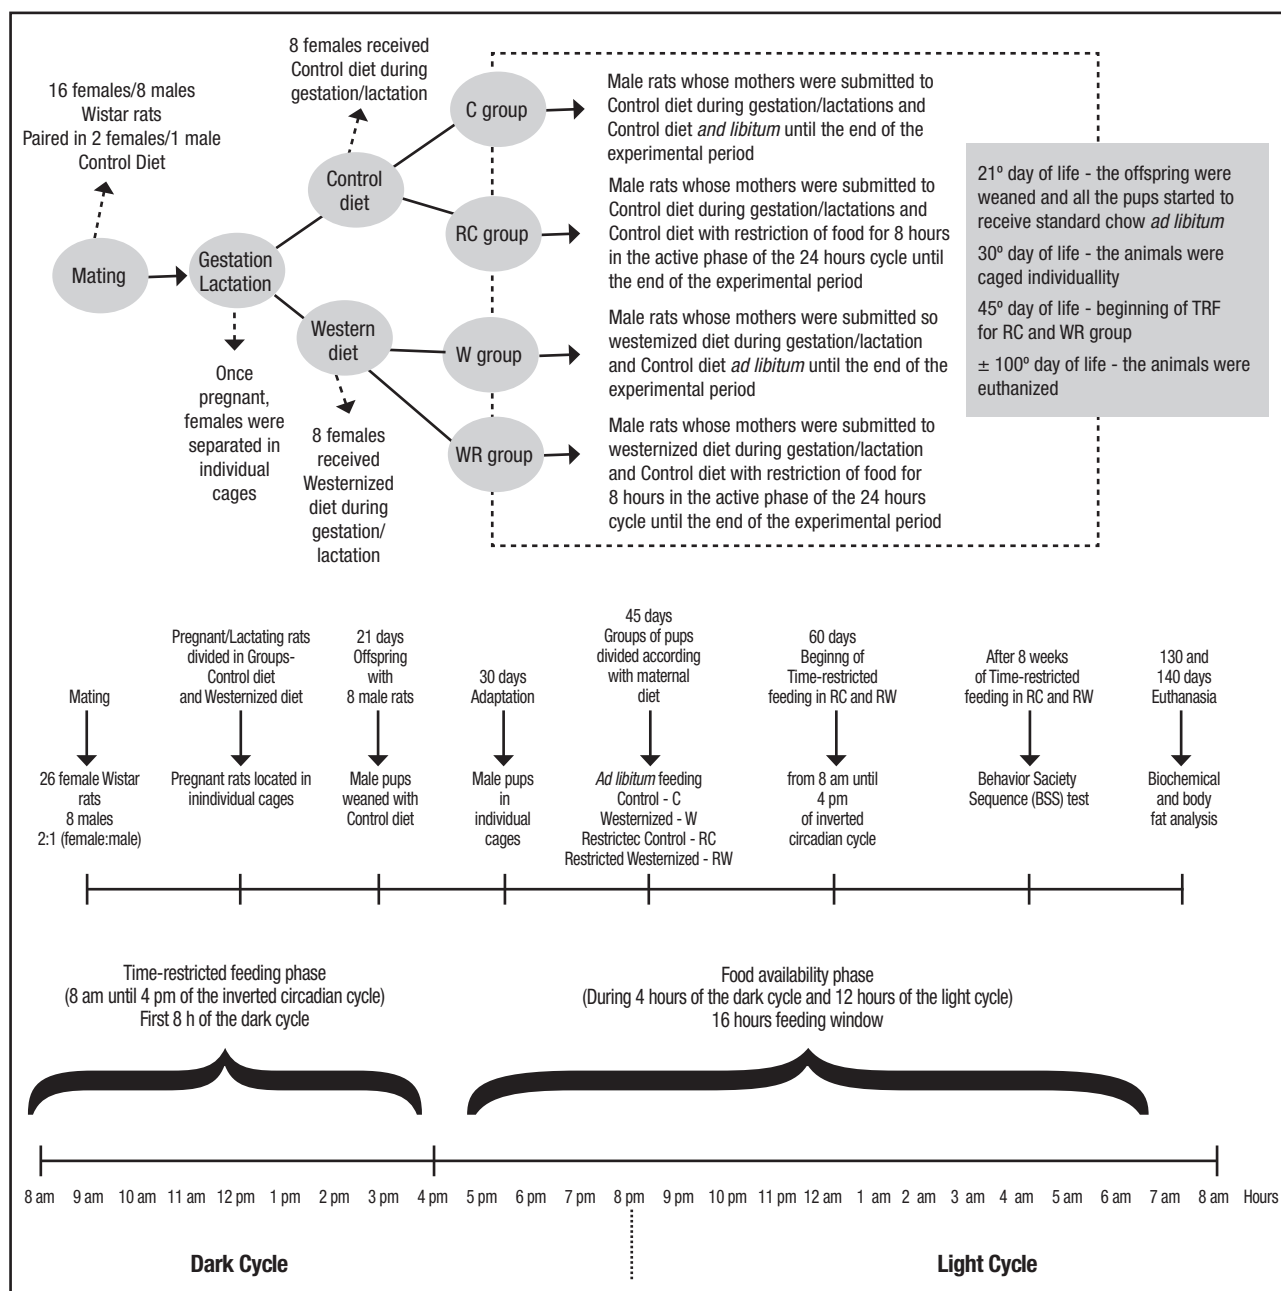 16 females/8 males
Wistar rats
Paired in 2 females/1 male
Control Diet
8 females received
Control diet during
gestation/lactation
Mating
Gestation
Lactation
Control
diet
Western
diet
Once
pregnant,
females were
separated in
individual
cages
8 females
received
Westernized
diet during
gestation/
lactation
C group
RC group
W group
WR group
Male rats whose mothers were submitted to
Control diet during gestation/lactations and
Control diet and libitum until the end of the
experimental period
Male rats whose mothers were submitted to
Control diet during gestation/lactations and
Control diet with restriction of food for 8 hours
in the active phase of the 24 hours cycle until
the end of the experimental period
Male rats whose mothers were submitted so
westemized diet during gestation/lactation
and Control diet ad libitum until the end of the
experimental period
Male rats whose mothers were submitted to
westernized diet during gestation/lactation
and Control diet with restriction of food for
8 hours in the active phase of the 24 hours
cycle until the end of the experimental period
21º day of life - the offspring were
weaned and all the pups started to
receive standard chow ad libitum
30º day of life - the animals were
caged individuallity
45º day of life - beginning of TRF
for RC and WR group
± 100º day of life - the animals were
euthanized
Mating
Pregnant/Lactating rats
divided in Groups-
Control diet
and Westernized diet
21 days
Offspring
with
8 male rats
30 days
Adaptation
45 days
Groups of pups
divided according
with maternal
diet
60 days
Beginng of
Time-restricted
feeding in RC and RW
After 8 weeks
of Time-restricted
feeding in RC and RW
130 and
140 days
Euthanasia
26 female Wistar
rats
8 males
2:1 (female:male)
Pregnant rats located in
inindividual cages
Male pups
weaned with
Control diet
Male pups
in
individual
cages
Ad libitum feeding
Control - C
Westernized - W
Restrictec Control - RC
Restricted Westernized - RW
from 8 am until
4 pm
of inverted
circadian cycle
Behavior Saciety
Sequence (BSS) test
Biochemical
and body
fat analysis
Time-restricted feeding phase
(8 am until 4 pm of the inverted circadian cycle)
First 8 h of the dark cycle
Food availability phase
(During 4 hours of the dark cycle and 12 hours of the light cycle)
16 hours feeding window
8 am 9 am 10 am 11 am 12 pm 1 pm 2 pm 3 pm 4 pm 5 pm 6 pm 7 pm 8 pm 9 pm 10 pm 11 pm 12 am 1 am 2 am 3 am 4 am 5 am 6 am 7 am 8 am Hours
Dark Cycle Light Cycle